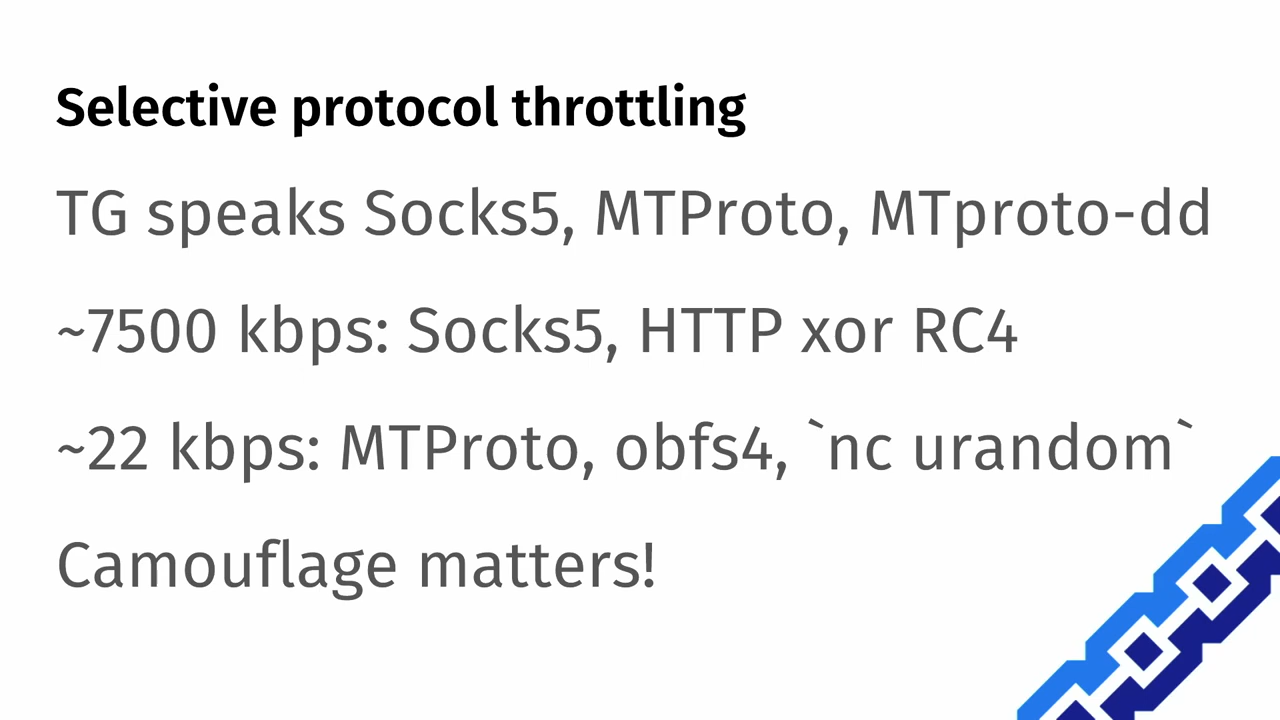 Selective protocol throttling
TG speaks Socks5, MTProto, MTproto-dd
~7500 kbps: Socks5, HTTP xor RC4
~22 kbps: MTProto, obfs4, `nc urandom`
Camouflage matters!